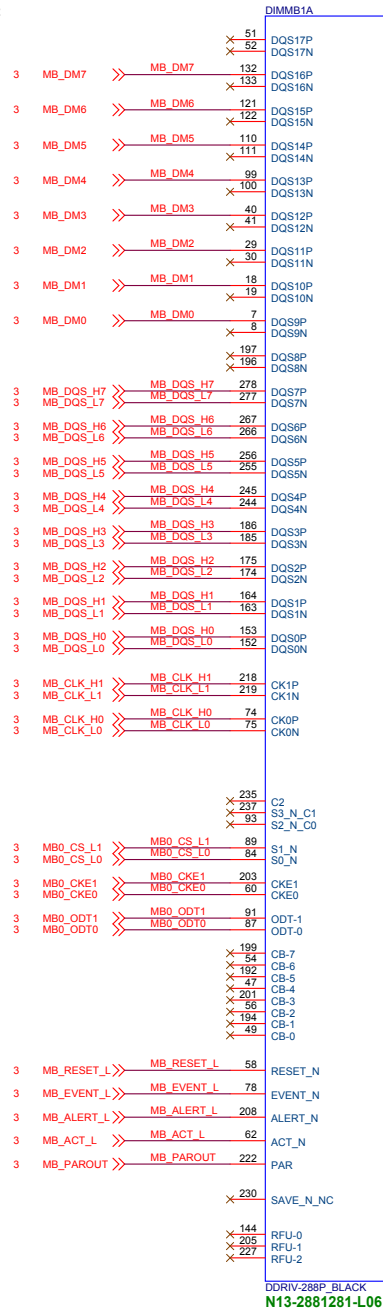 DIMMB1A
51 DQS17P
52 DQS17N
3 MB_DM7 MB_DM7 132 DQS16P
133 DQS16N
3 MB_DM6 MB_DM6 121 DQS15P
122 DQS15N
3 MB_DM5 MB_DM5 110 DQS14P
111 DQS14N
3 MB_DM4 MB_DM4 99 DQS13P
100 DQS13N
3 MB_DM3 MB_DM3 40 DQS12P
41 DQS12N
3 MB_DM2 MB_DM2 29 DQS11P
30 DQS11N
3 MB_DM1 MB_DM1 18 DQS10P
19 DQS10N
3 MB_DM0 MB_DM0 7 DQS9P
8 DQS9N
197 DQS8P
196 DQS8N
3 MB_DQS_H7 MB_DQS_H7 278 DQS7P
3 MB_DQS_L7 MB_DQS_L7 277 DQS7N
3 MB_DQS_H6 MB_DQS_H6 267 DQS6P
3 MB_DQS_L6 MB_DQS_L6 266 DQS6N
3 MB_DQS_H5 MB_DQS_H5 256 DQS5P
3 MB_DQS_L5 MB_DQS_L5 255 DQS5N
3 MB_DQS_H4 MB_DQS_H4 245 DQS4P
3 MB_DQS_L4 MB_DQS_L4 244 DQS4N
3 MB_DQS_H3 MB_DQS_H3 186 DQS3P
3 MB_DQS_L3 MB_DQS_L3 185 DQS3N
3 MB_DQS_H2 MB_DQS_H2 175 DQS2P
3 MB_DQS_L2 MB_DQS_L2 174 DQS2N
3 MB_DQS_H1 MB_DQS_H1 164 DQS1P
3 MB_DQS_L1 MB_DQS_L1 163 DQS1N
3 MB_DQS_H0 MB_DQS_H0 153 DQS0P
3 MB_DQS_L0 MB_DQS_L0 152 DQS0N
3 MB_CLK_H1 MB_CLK_H1 218 CK1P
3 MB_CLK_L1 MB_CLK_L1 219 CK1N
3 MB_CLK_H0 MB_CLK_H0 74 CK0P
3 MB_CLK_L0 MB_CLK_L0 75 CK0N
235 C2
237 S3_N_C1
93 S2_N_C0
3 MB0_CS_L1 MB0_CS_L1 89 S1_N
3 MB0_CS_L0 MB0_CS_L0 84 S0_N
3 MB0_CKE1 MB0_CKE1 203 CKE1
3 MB0_CKE0 MB0_CKE0 60 CKE0
3 MB0_ODT1 MB0_ODT1 91 ODT-1
3 MB0_ODT0 MB0_ODT0 87 ODT-0
199 CB-7
54 CB-6
192 CB-5
47 CB-4
201 CB-3
56 CB-2
194 CB-1
49 CB-0
3 MB_RESET_L MB_RESET_L 58 RESET_N
3 MB_EVENT_L MB_EVENT_L 78 EVENT_N
3 MB_ALERT_L MB_ALERT_L 208 ALERT_N
3 MB_ACT_L MB_ACT_L 62 ACT_N
3 MB_PAROUT MB_PAROUT 222 PAR
230 SAVE_N_NC
144 RFU-0
205 RFU-1
227 RFU-2
DDRIV-288P_BLACK
N13-2881281-L06